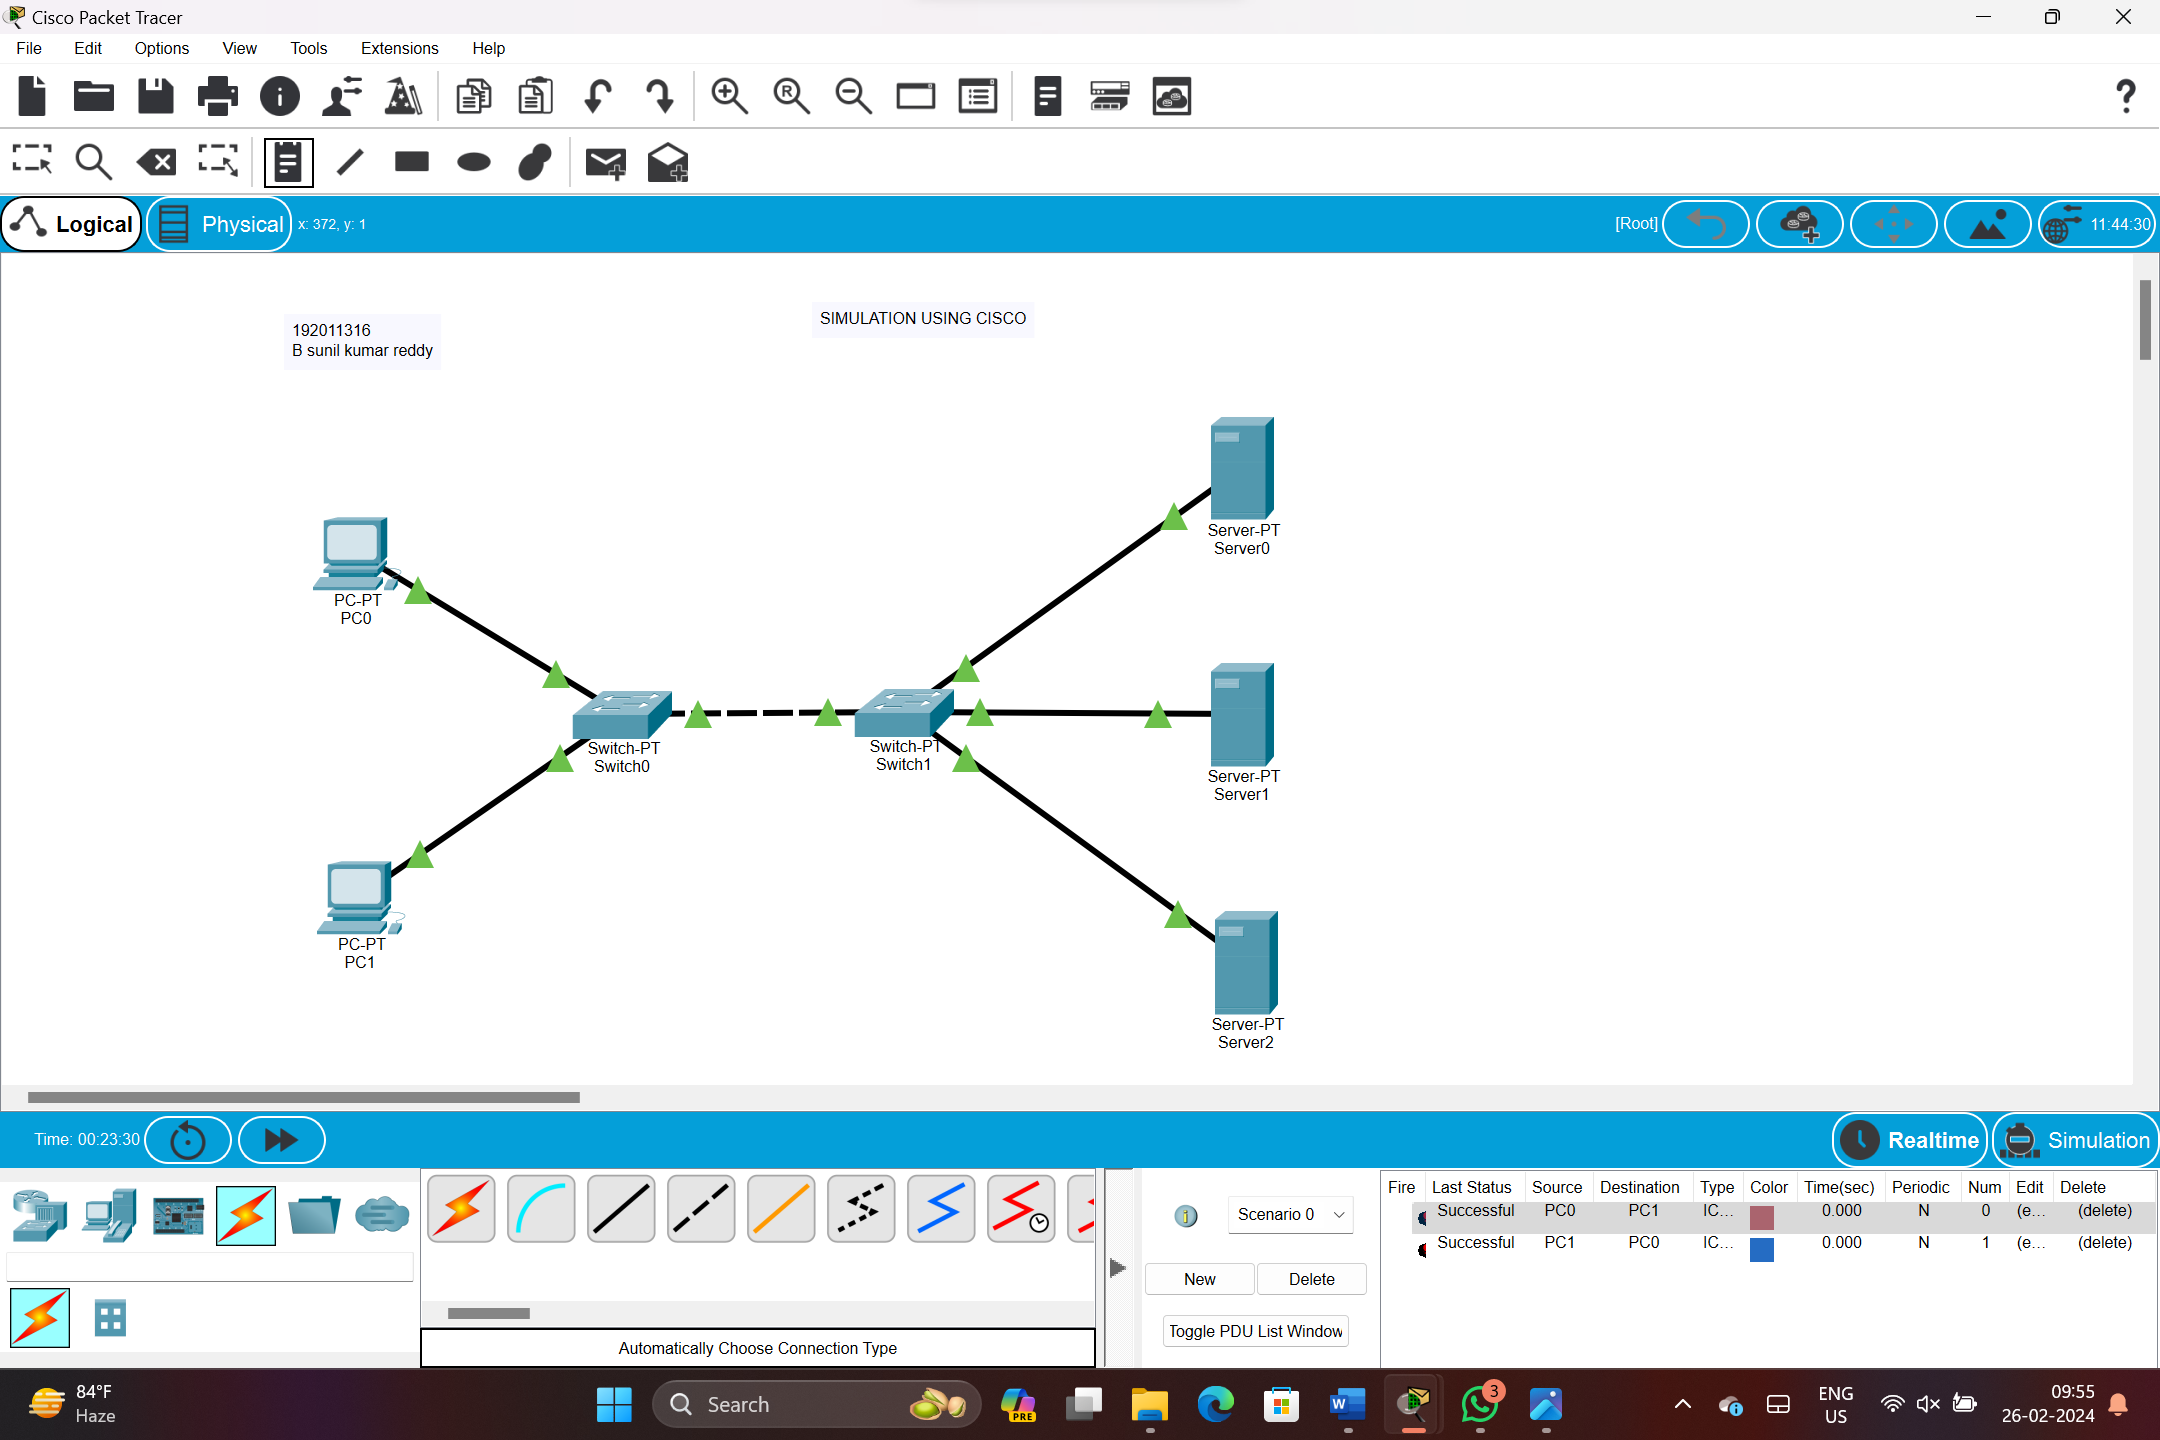 Cisco Packet Tracer
File Edit Options View Tools Extensions Help
R
?
Logical Physical x: 372, y: 1 [Root] 11:44:30
192011316
B sunil kumar reddy
SIMULATION USING CISCO
Server-PT
Server0
PC-PT
PC0
Switch-PT
Switch0
Switch-PT
Switch1
Server-PT
Server1
PC-PT
PC1
Server-PT
Server2
Time: 00:23:30 Realtime Simulation
Scenario 0
New Delete
Toggle PDU List Window
Automatically Choose Connection Type
Fire Last Status Source Destination Type Color Time(sec) Periodic Num Edit Delete
Successful PC0 PC1 IC... 0.000 N 0 (e... (delete)
Successful PC1 PC0 IC... 0.000 N 1 (e... (delete)
84°F
Haze
Search
PRE
W
3
ENG
US
09:55
26-02-2024